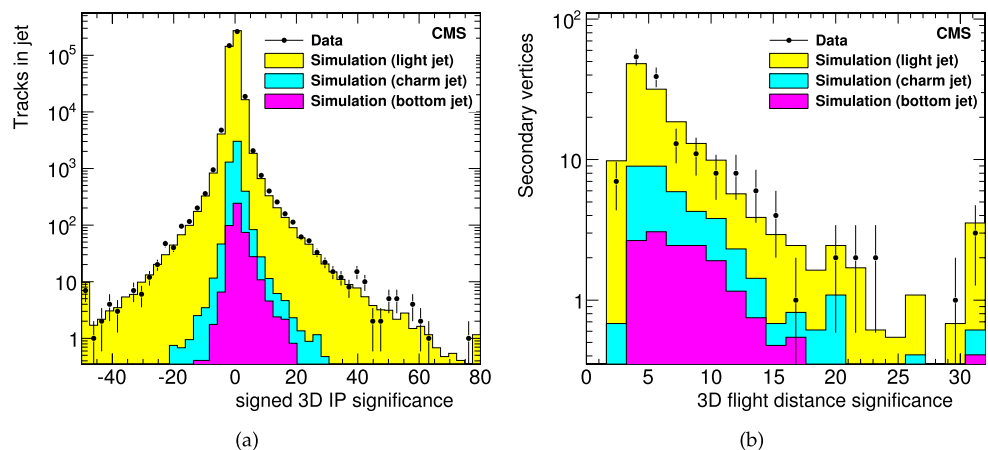 CMS
Data
Simulation (light jet)
Simulation (charm jet)
Simulation (bottom jet)
Tracks in jet
10^5
10^4
10^3
10^2
10
1
-40 -20 0 20 40 60 80
signed 3D IP significance
(a)
CMS
Data
Simulation (light jet)
Simulation (charm jet)
Simulation (bottom jet)
Secondary vertices
10^2
10
1
0 5 10 15 20 25 30
3D flight distance significance
(b)